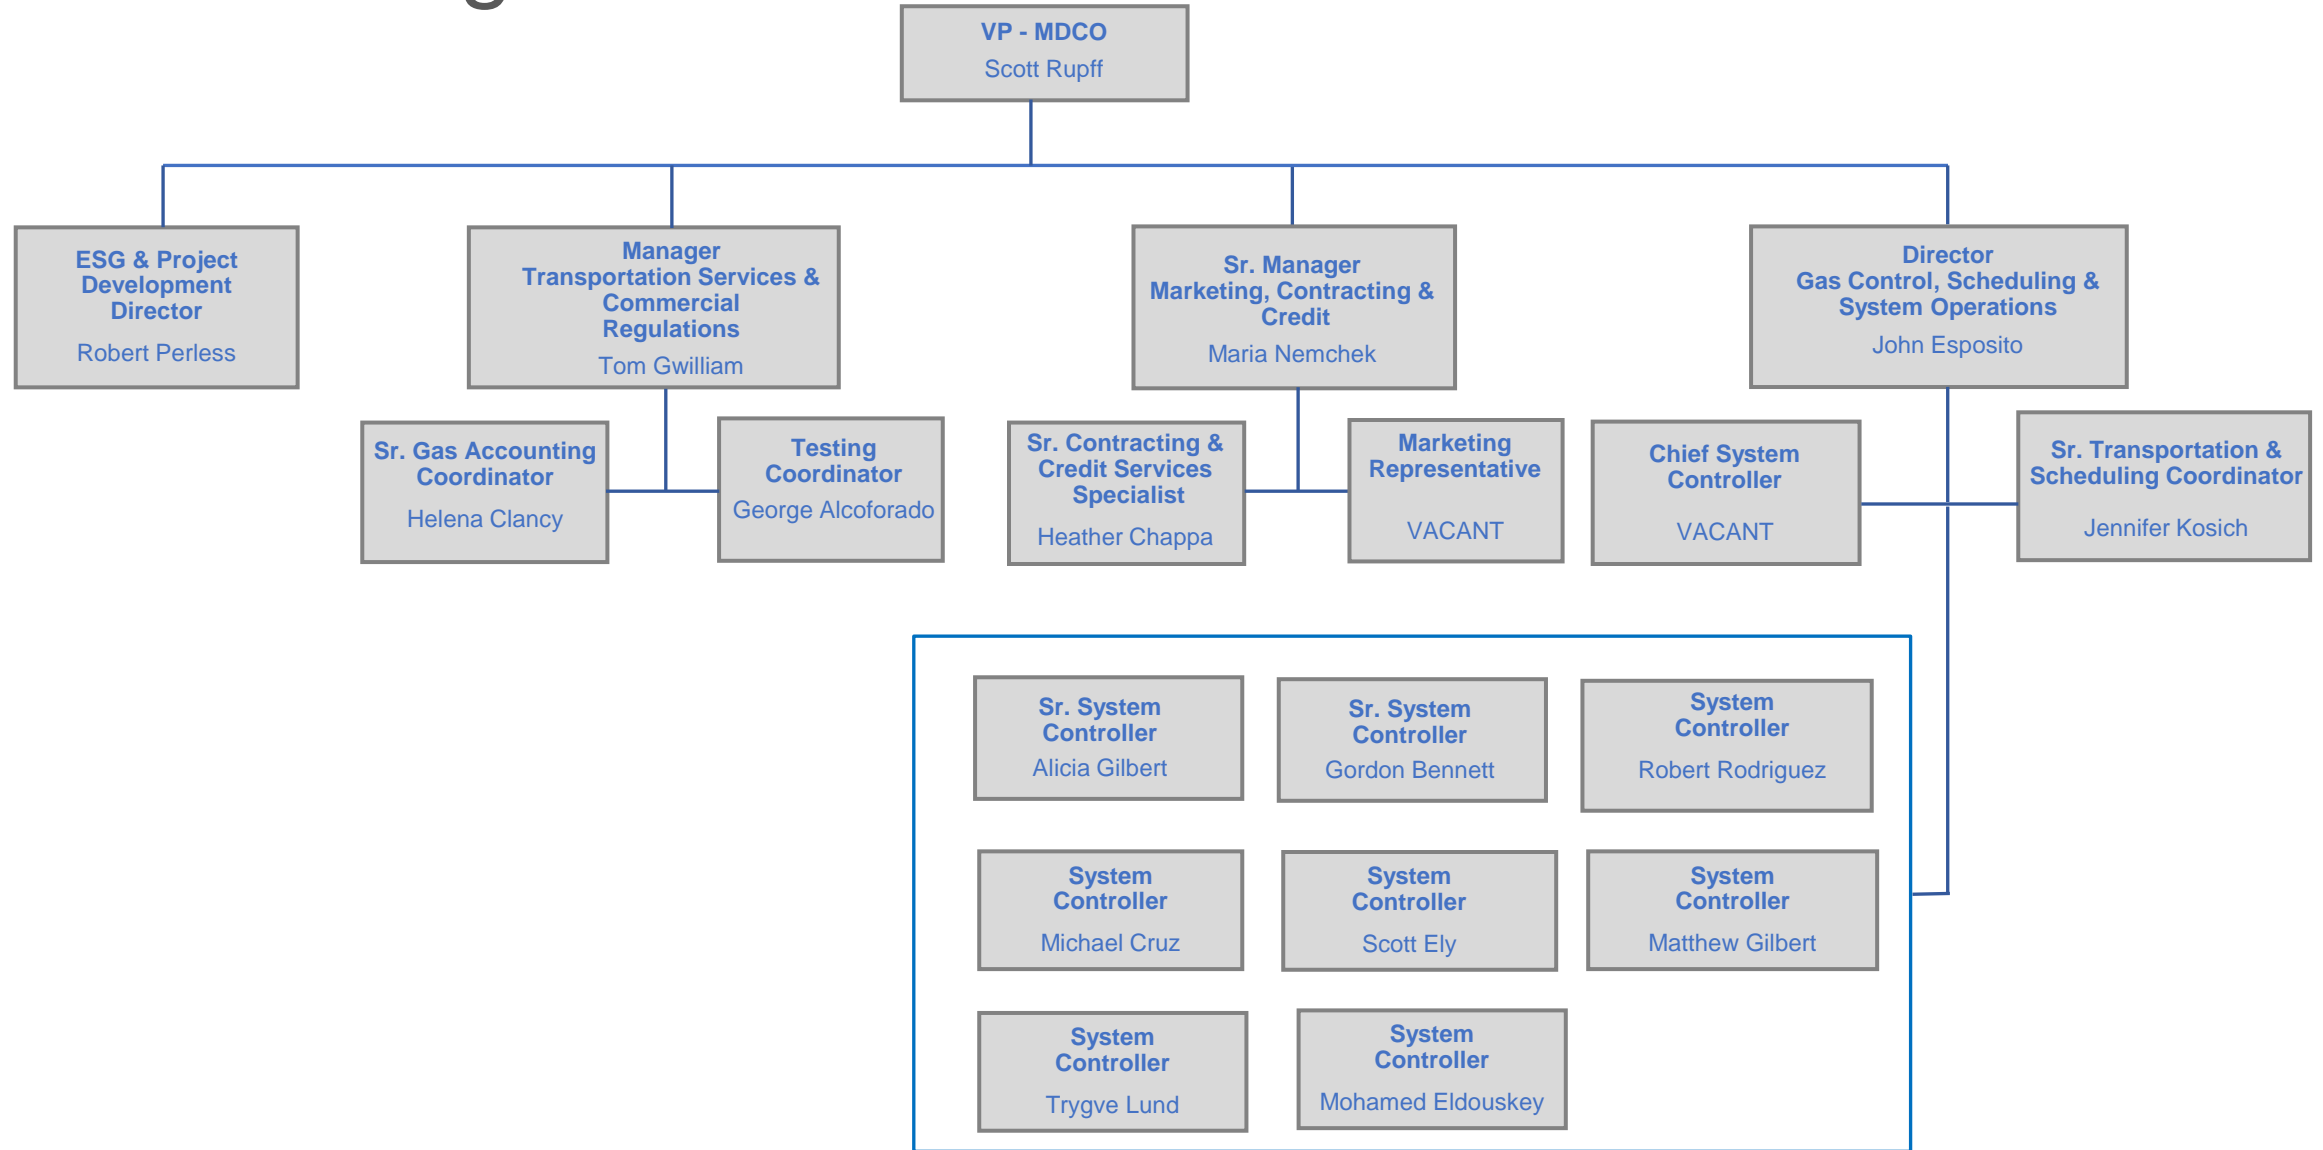 VP - MDCO
Scott Rupff
ESG & Project
Development
Director
Robert Perless
Manager
Transportation Services &
Commercial
Regulations
Tom Gwilliam
Sr. Manager
Marketing, Contracting &
Credit
Maria Nemchek
Director
Gas Control, Scheduling &
System Operations
John Esposito
Sr. Gas Accounting
Coordinator
Helena Clancy
Testing
Coordinator
George Alcoforado
Sr. Contracting &
Credit Services
Specialist
Heather Chappa
Marketing
Representative
VACANT
Chief System
Controller
VACANT
Sr. Transportation &
Scheduling Coordinator
Jennifer Kosich
Sr. System
Controller
Alicia Gilbert
Sr. System
Controller
Gordon Bennett
System
Controller
Robert Rodriguez
System
Controller
Michael Cruz
System
Controller
Scott Ely
System
Controller
Matthew Gilbert
System
Controller
Trygve Lund
System
Controller
Mohamed Eldouskey